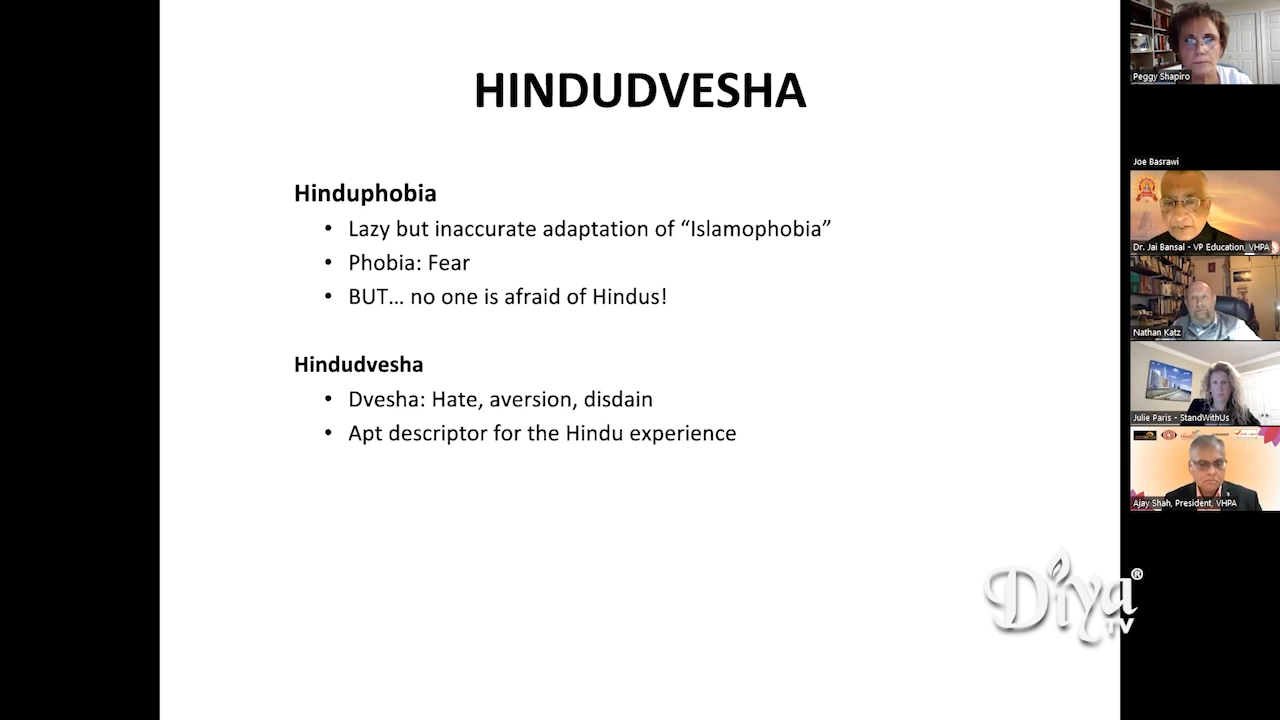 HINDUDVESHA
Hinduphobia
• Lazy but inaccurate adaptation of “Islamophobia”
• Phobia: Fear
• BUT... no one is afraid of Hindus!
Hindudvesha
• Dvesha: Hate, aversion, disdain
• Apt descriptor for the Hindu experience
Peggy Shapiro
Joe Basrawi
Dr. Jai Bansal - VP Education, VHPA
Nathan Katz
Julie Paris - StandWithUs
Ajay Shah, President, VHPA
Diya®
TV